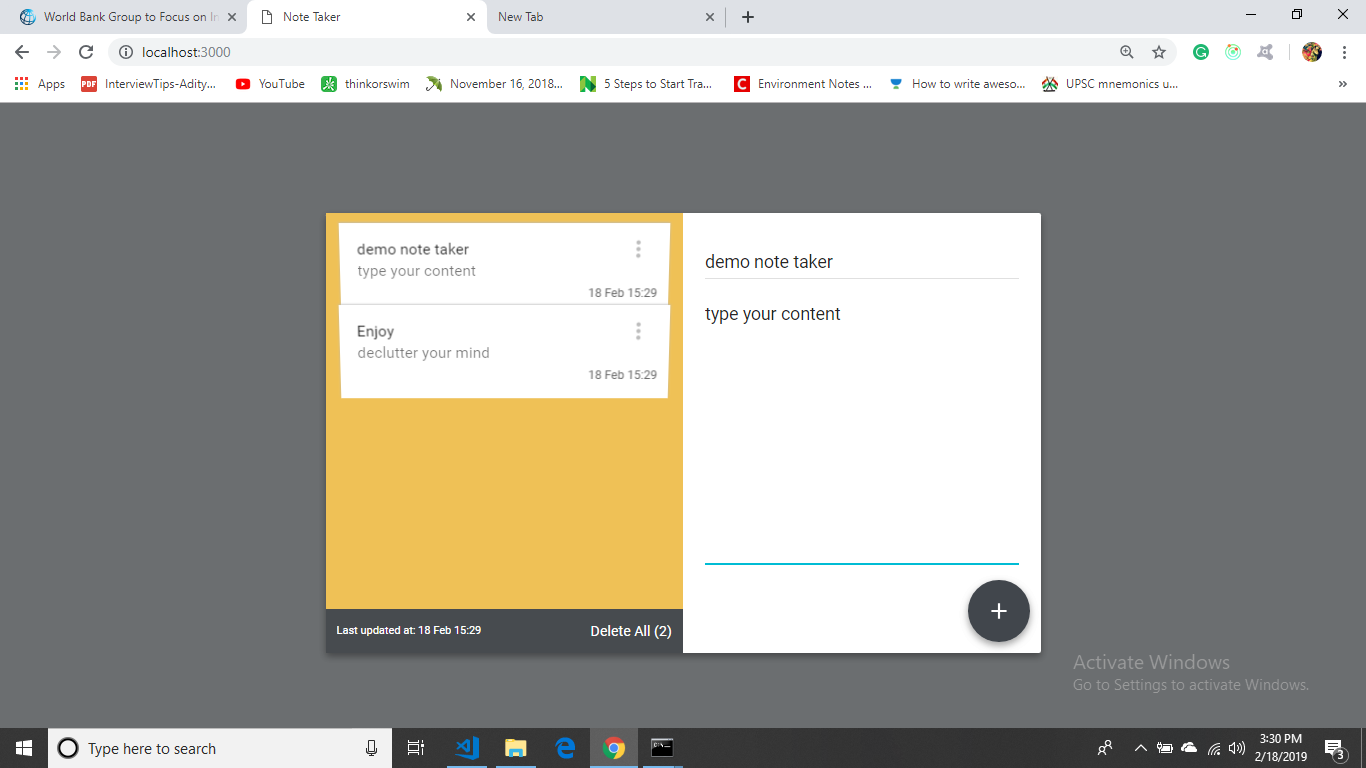 World Bank Group to Focus on In
Note Taker
New Tab
localhost:3000
Apps
PDF
InterviewTips-Adity...
YouTube
thinkorswim
November 16, 2018...
5 Steps to Start Tra...
C
Environment Notes ...
How to write aweso...
UPSC mnemonics u...
»
demo note taker
type your content
18 Feb 15:29
Enjoy
declutter your mind
18 Feb 15:29
Last updated at: 18 Feb 15:29
Delete All (2)
demo note taker
type your content
+
Activate Windows
Go to Settings to activate Windows.
Type here to search
3:30 PM
2/18/2019
3